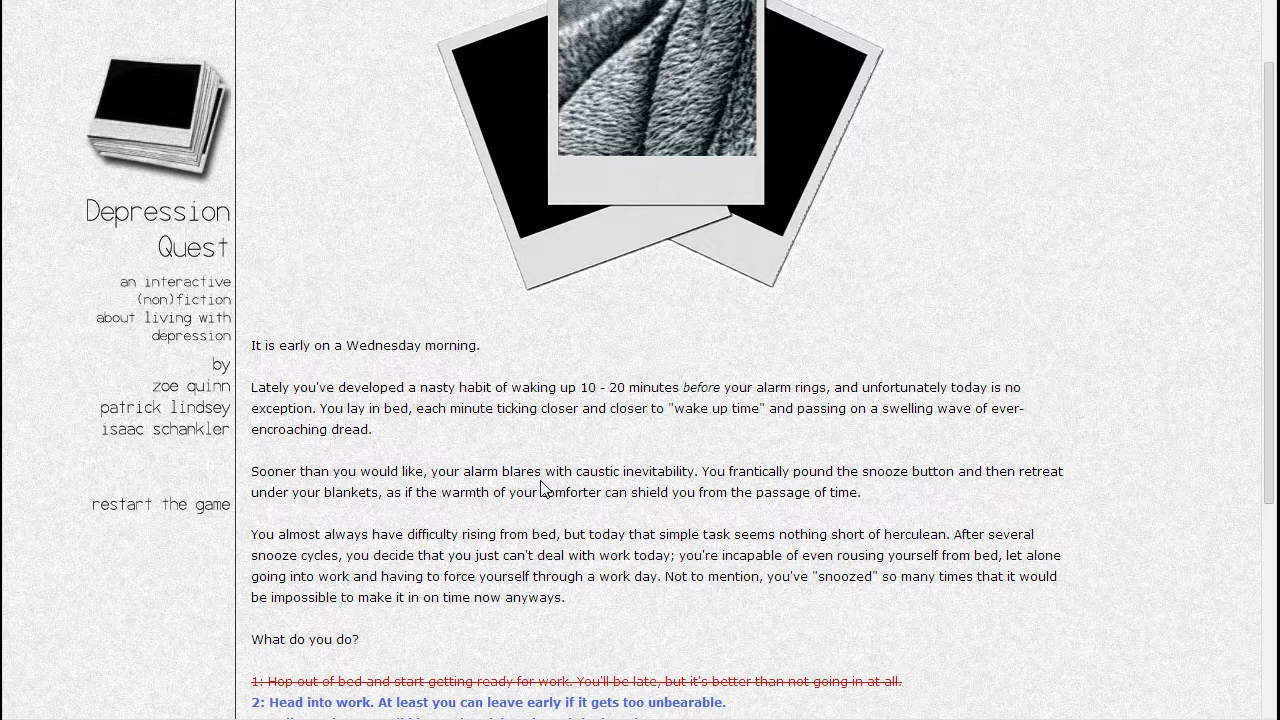 Depression
Quest
an interactive
(non)fiction
about living with
depression
by
zoe quinn
patrick lindsey
isaac schankler
restart the game
It is early on a Wednesday morning.
Lately you've developed a nasty habit of waking up 10 - 20 minutes before your alarm rings, and unfortunately today is no
exception. You lay in bed, each minute ticking closer and closer to "wake up time" and passing on a swelling wave of ever-
encroaching dread.
Sooner than you would like, your alarm blares with caustic inevitability. You frantically pound the snooze button and then retreat
under your blankets, as if the warmth of your comforter can shield you from the passage of time.
You almost always have difficulty rising from bed, but today that simple task seems nothing short of herculean. After several
snooze cycles, you decide that you just can't deal with work today; you're incapable of even rousing yourself from bed, let alone
going into work and having to force yourself through a work day. Not to mention, you've "snoozed" so many times that it would
be impossible to make it in on time now anyways.
What do you do?
1: Hop out of bed and start getting ready for work. You'll be late, but it's better than not going in at all.
2: Head into work. At least you can leave early if it gets too unbearable.